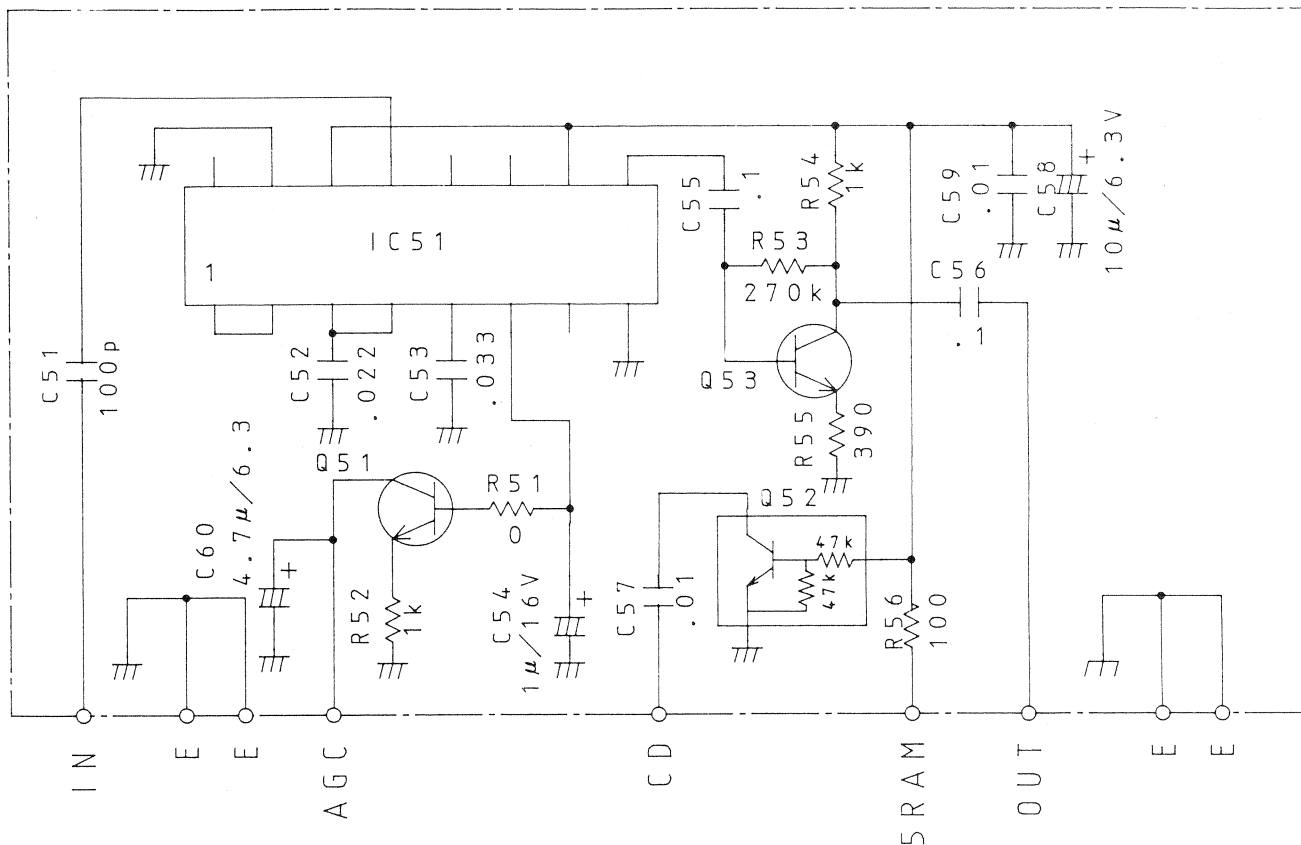 IC51
1
C51
100p
C52
.022
C53
.033
C55
.1
R54
1k
C59
.01
C58
10μ/6.3V
R53
270k
C56
.1
Q53
R55
390
Q51
R51
0
Q52
47k
47k
C60
4.7μ/6.3
R52
1k
C54
1μ/16V
C57
.01
R56
100
+
+
+
IN
E
E
AGC
CD
5RAM
OUT
E
E